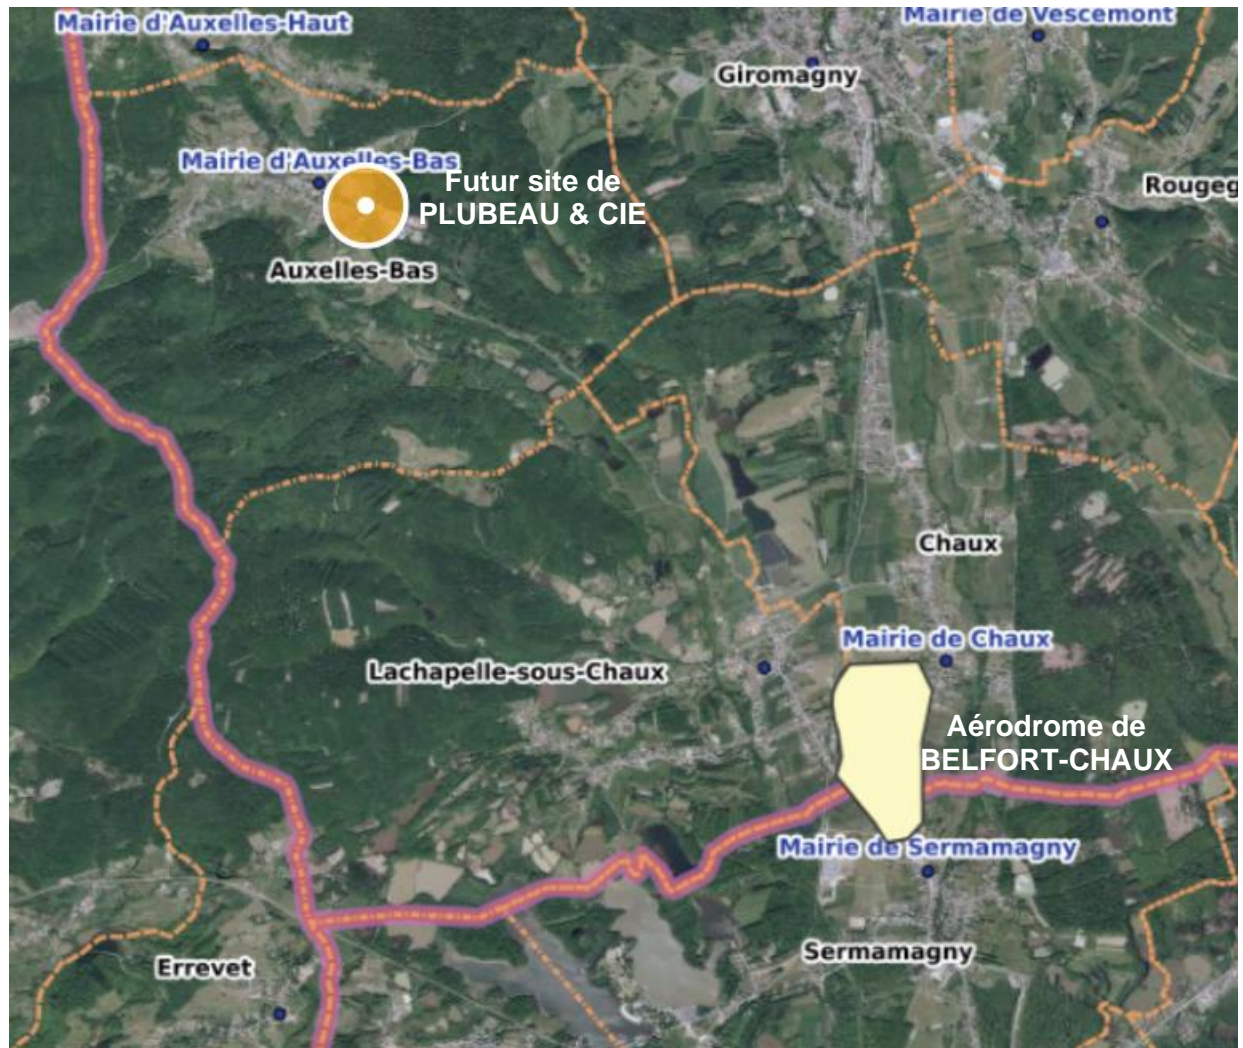 Mairie d'Auxelles-Haut
Mairie de Vescemont
Giromagny
Mairie d'Auxelles-Bas
Futur site de
PLUBEAU & CIE
Rougeg
Auxelles-Bas
Chaux
Mairie de Chaux
Lachapelle-sous-Chaux
Aérodrome de
BELFORT-CHAUX
Mairie de Sermamagny
Sermamagny
Errevet